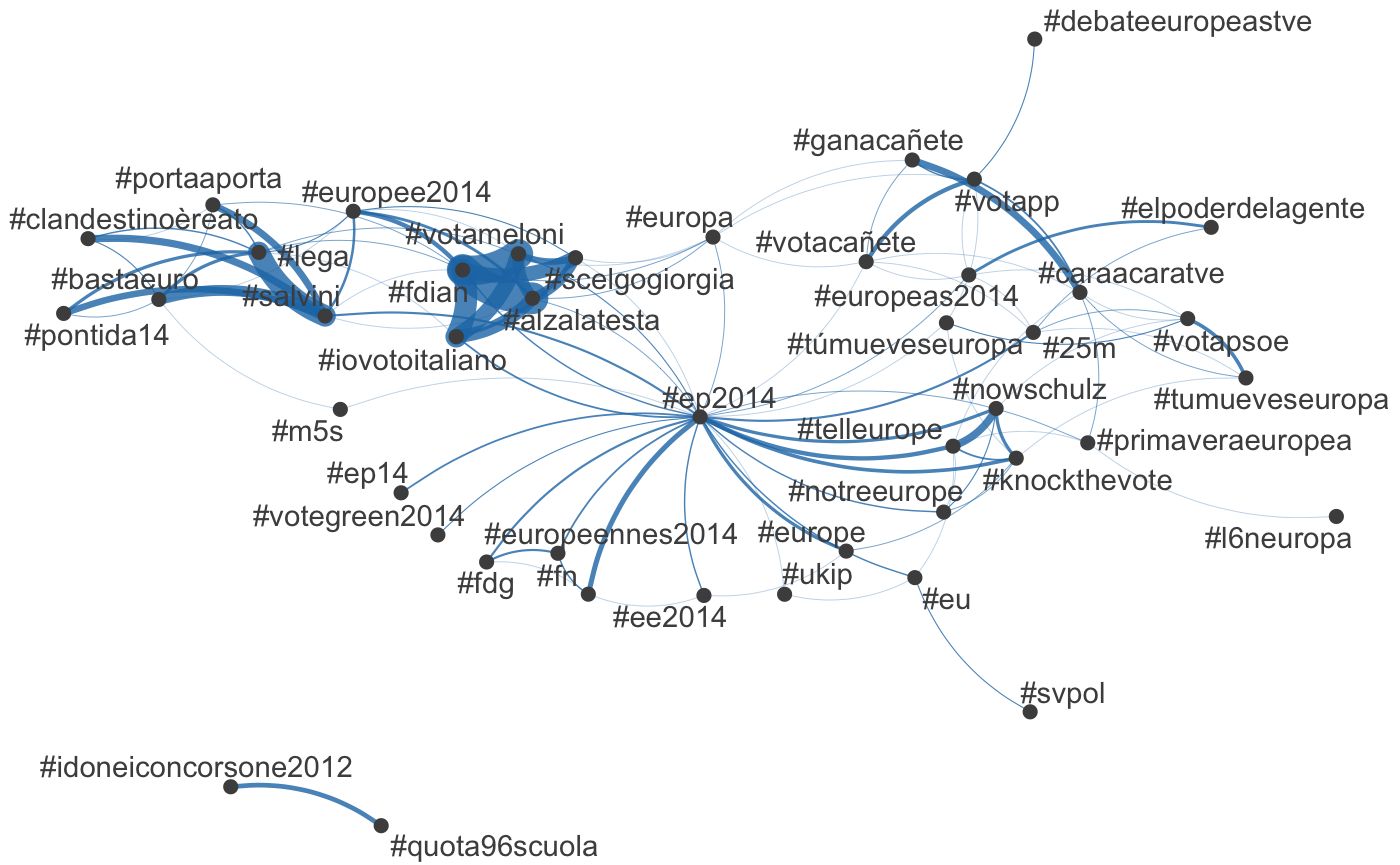 #debateeuropeastve
#ganacañete
#portaaporta
#europee2014
#votapp
#elpoderdelagente
#clandestinoèreato
#europa
#votameloni
#votacañete
#lega
#caraacaratve
#bastaeuro
#scelgogiorgia
#fdian
#salvini
#europeas2014
#alzalatesta
#pontida14
#túmueveseuropa
#25m
#votapsoe
#iovotoitaliano
#nowschulz
#ep2014
#tumueveseuropa
#m5s
#telleurope
#primaveraeuropea
#ep14
#knockthevote
#notreeurope
#votegreen2014
#europeennes2014
#europe
#l6neuropa
#fdg
#fn
#ukip
#eu
#ee2014
#svpol
#idoneiconcorsone2012
#quota96scuola